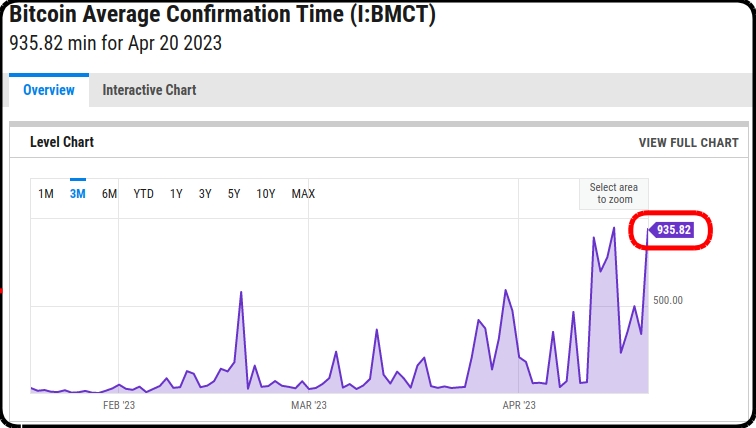 Bitcoin Average Confirmation Time (I:BMCT)
935.82 min for Apr 20 2023
Overview Interactive Chart
Level Chart VIEW FULL CHART
1M 3M 6M YTD 1Y 3Y 5Y 10Y MAX
Select area
to zoom
935.82
500.00
FEB '23 MAR '23 APR '23